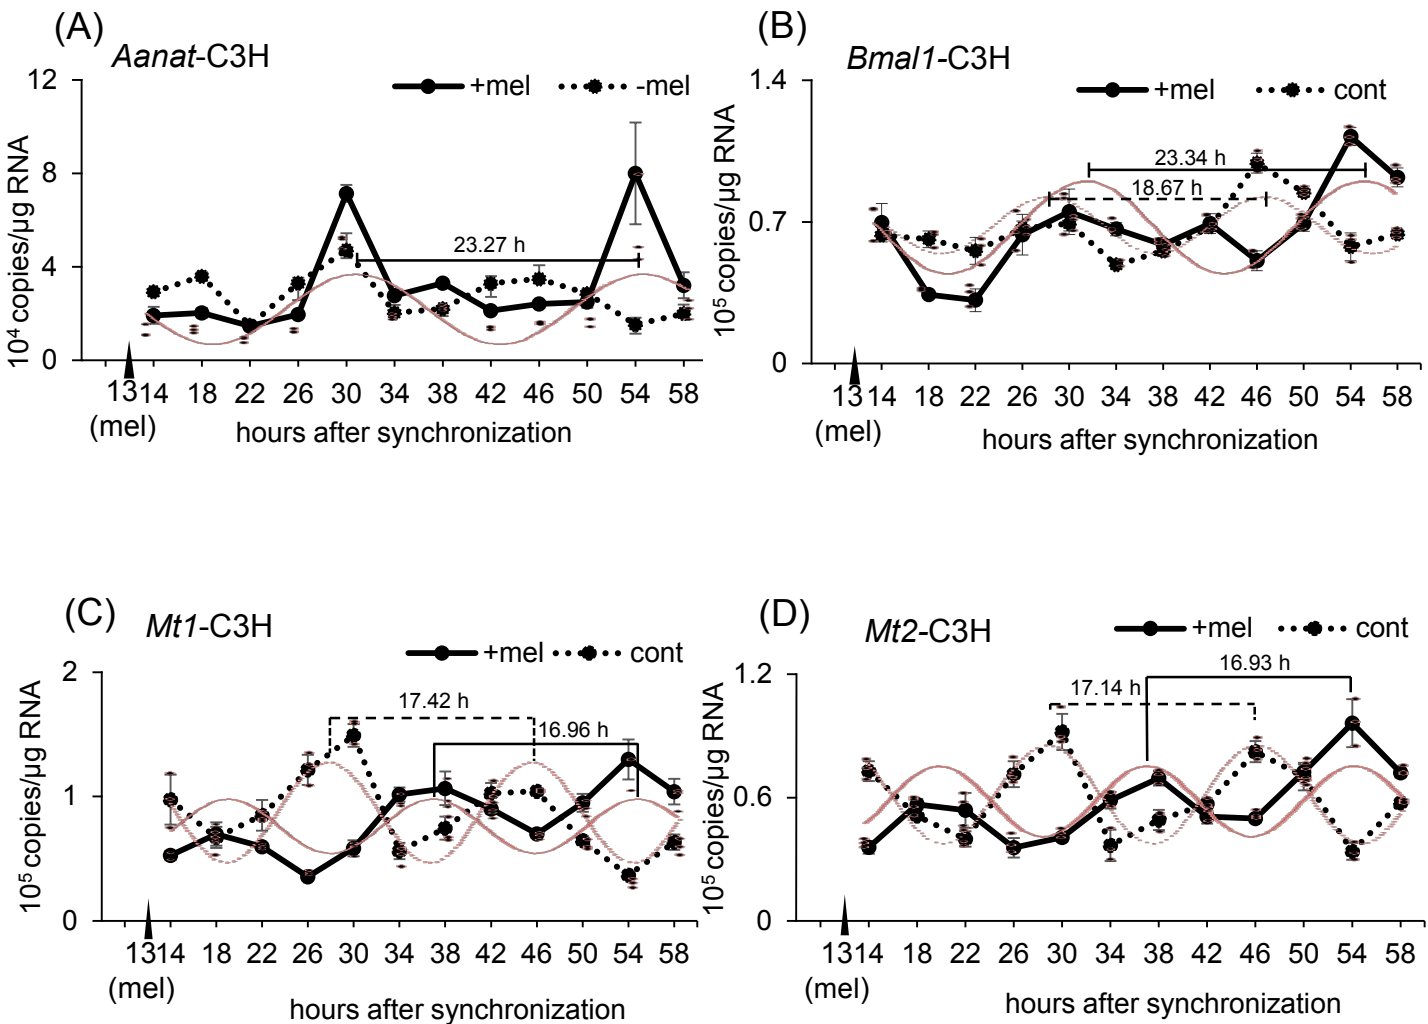 (A)
Aanat-C3H
+mel -mel
12
8
4
0
10⁴ copies/µg RNA
23.27 h
13 14 18 22 26 30 34 38 42 46 50 54 58
(mel)
hours after synchronization
(B)
Bmal1-C3H
+mel cont
1.4
0.7
0
10⁵ copies/µg RNA
23.34 h
18.67 h
13 14 18 22 26 30 34 38 42 46 50 54 58
(mel)
hours after synchronization
(C)
Mt1-C3H
+mel cont
2
1
0
10⁵ copies/µg RNA
17.42 h
16.96 h
1314 18 22 26 30 34 38 42 46 50 54 58
(mel)
hours after synchronization
(D)
Mt2-C3H
+mel cont
1.2
0.6
0
10⁵ copies/µg RNA
16.93 h
17.14 h
1314 18 22 26 30 34 38 42 46 50 54 58
(mel)
hours after synchronization